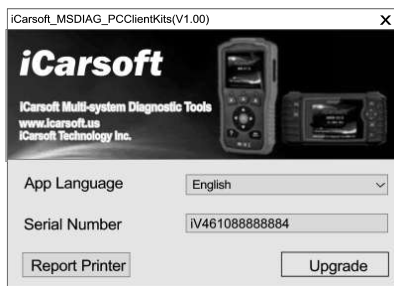 iCarsoft_MSDIAG_PCClientKits(V1.00)
iCarsoft
iCarsoft Multi-system Diagnostic Tools
www.icarsoft.us
iCarsoft Technology Inc.
App Language
English
Serial Number
iV461088888884
Report Printer
Upgrade